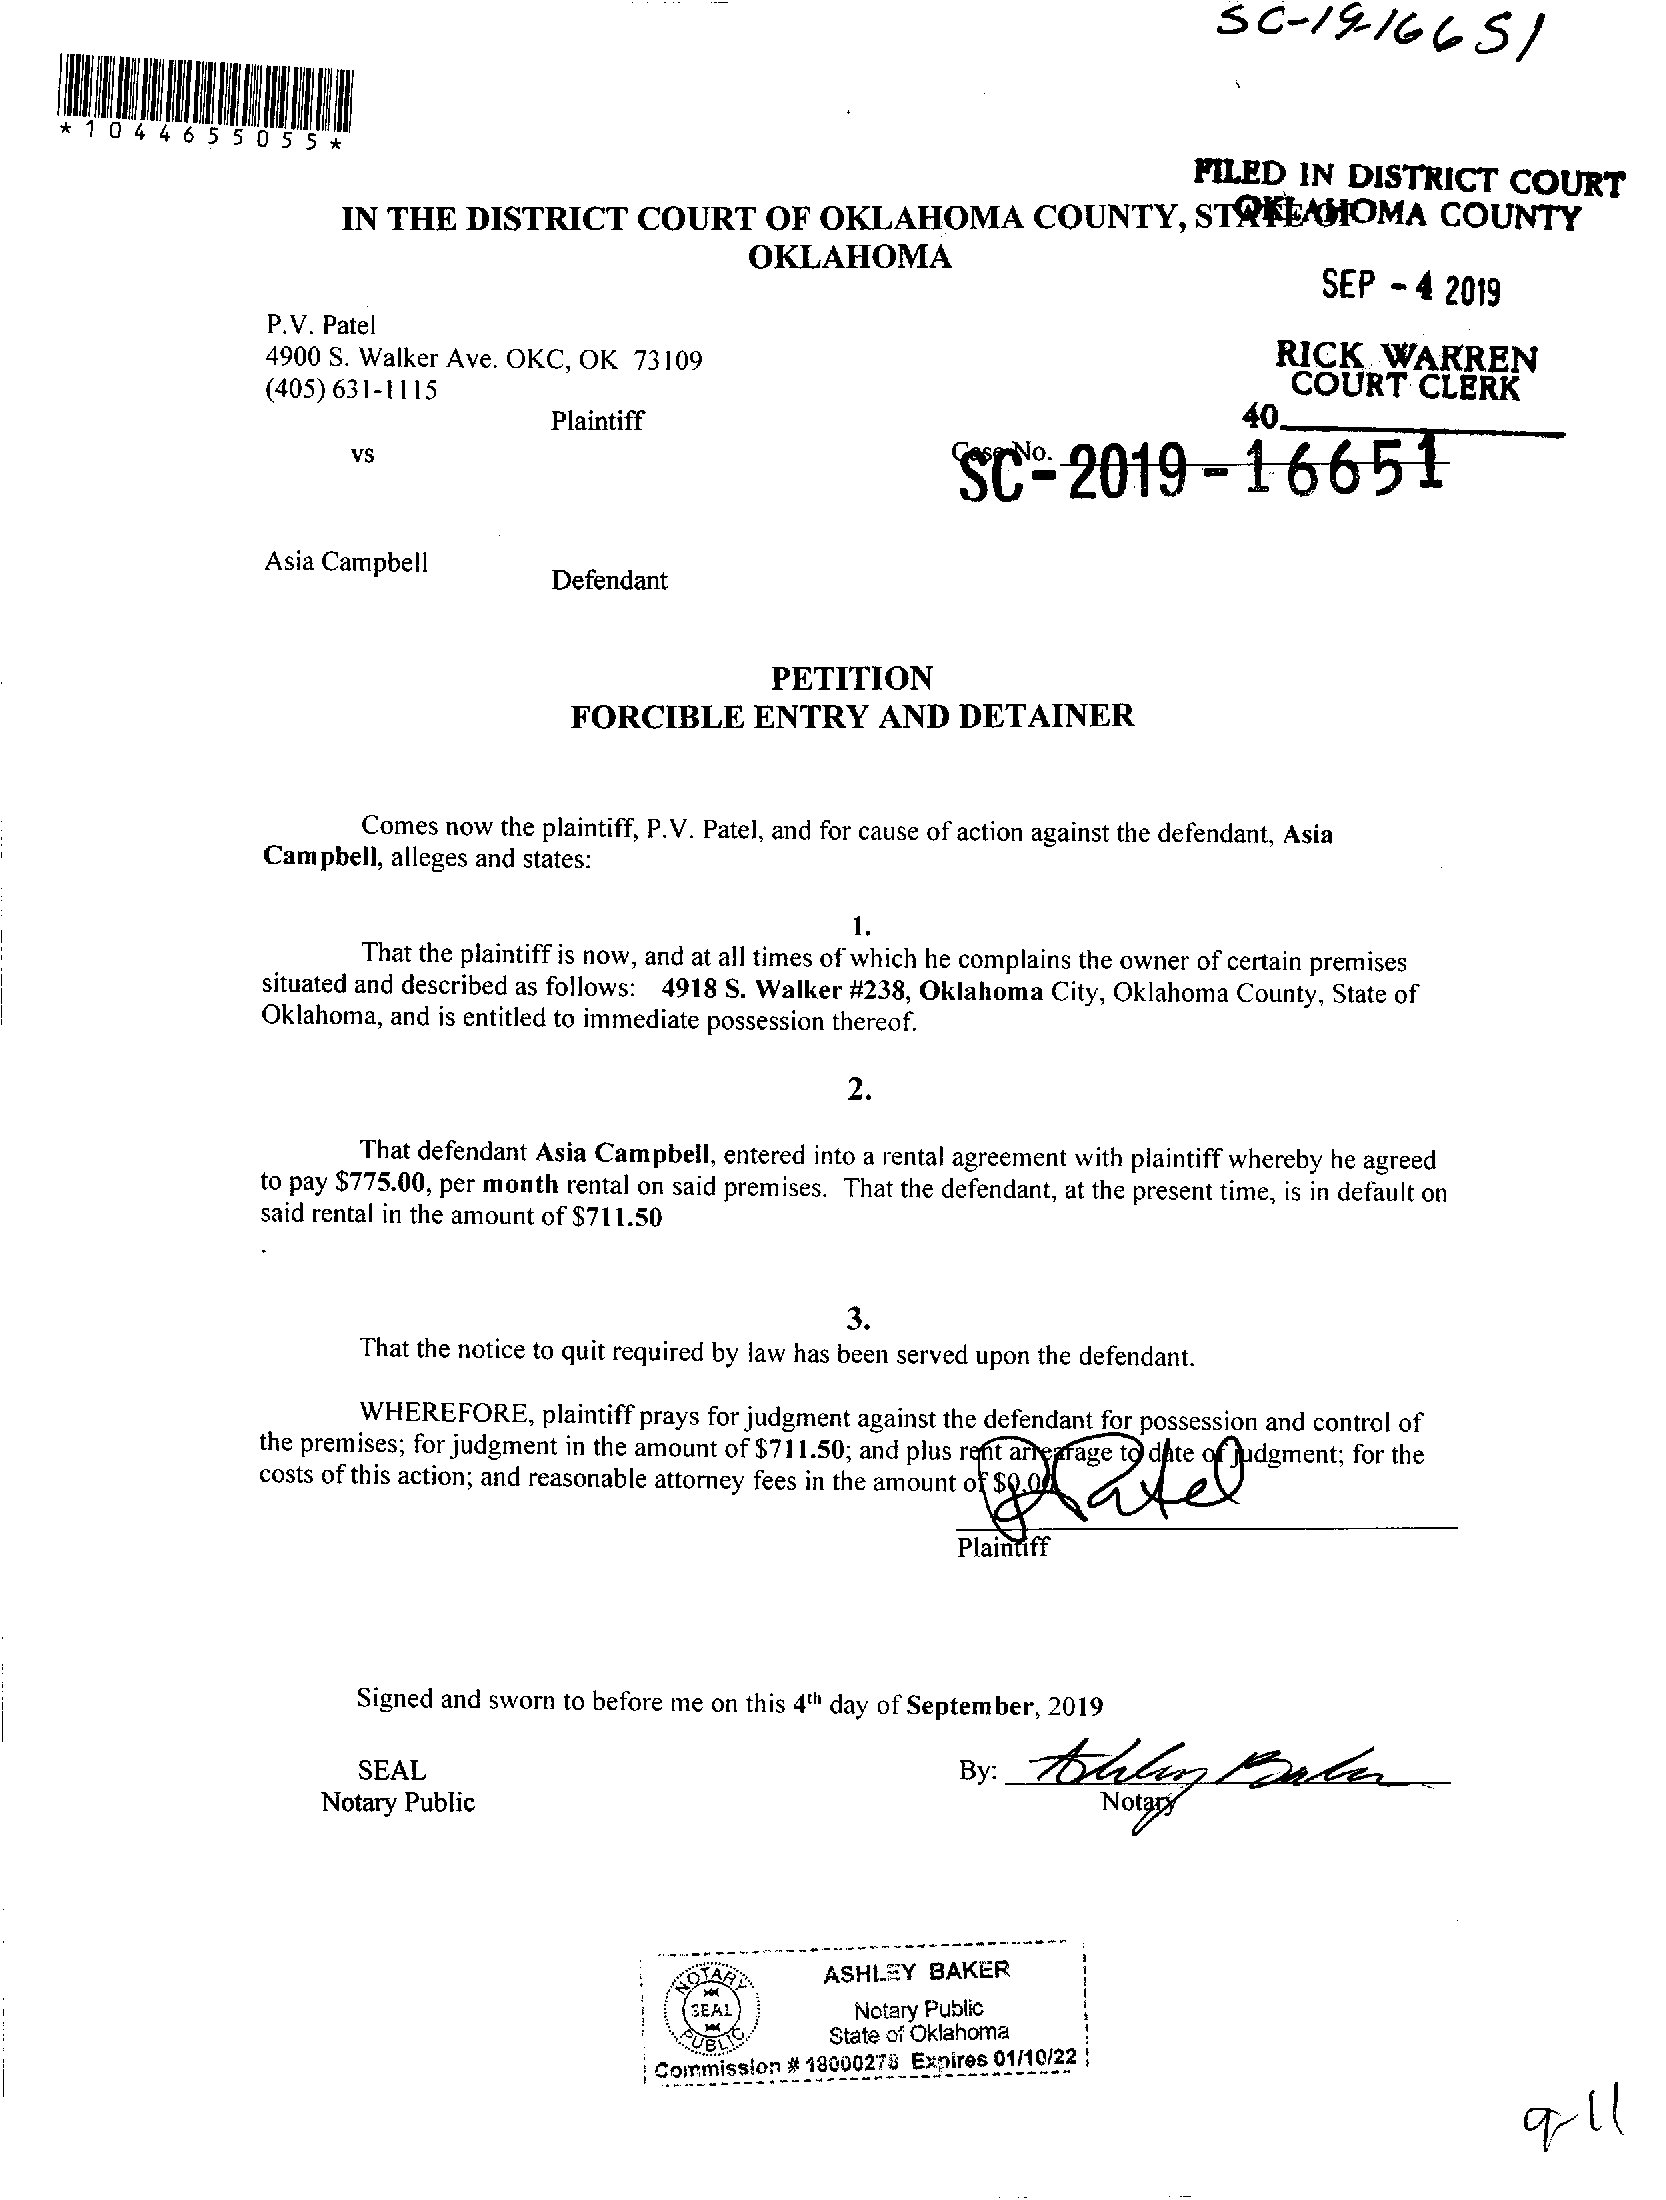 SC-19-16651
*1044655055*
FILED IN DISTRICT COURT
OKLAHOMA COUNTY
IN THE DISTRICT COURT OF OKLAHOMA COUNTY, STATE OF
OKLAHOMA
SEP - 4 2019
P.V. Patel
4900 S. Walker Ave. OKC, OK 73109
(405) 631-1115
RICK WARREN
COURT CLERK
Plaintiff
40
vs
Case No.
SC-2019-16651
Asia Campbell
Defendant
PETITION
FORCIBLE ENTRY AND DETAINER
Comes now the plaintiff, P.V. Patel, and for cause of action against the defendant, Asia
Campbell, alleges and states:
1.
That the plaintiff is now, and at all times of which he complains the owner of certain premises
situated and described as follows: 4918 S. Walker #238, Oklahoma City, Oklahoma County, State of
Oklahoma, and is entitled to immediate possession thereof.
2.
That defendant Asia Campbell, entered into a rental agreement with plaintiff whereby he agreed
to pay $775.00, per month rental on said premises. That the defendant, at the present time, is in default on
said rental in the amount of $711.50
.
3.
That the notice to quit required by law has been served upon the defendant.
WHEREFORE, plaintiff prays for judgment against the defendant for possession and control of
the premises; for judgment in the amount of $711.50; and plus rent arrearage to date of judgment; for the
costs of this action; and reasonable attorney fees in the amount of $0.00
Patel
Plaintiff
Signed and sworn to before me on this 4th day of September, 2019
SEAL
Notary Public
By: Ashley Baker
Notary
NOTARY
SEAL
PUBLIC
ASHLEY BAKER
Notary Public
State of Oklahoma
Commission # 18000278 Expires 01/10/22
9-11